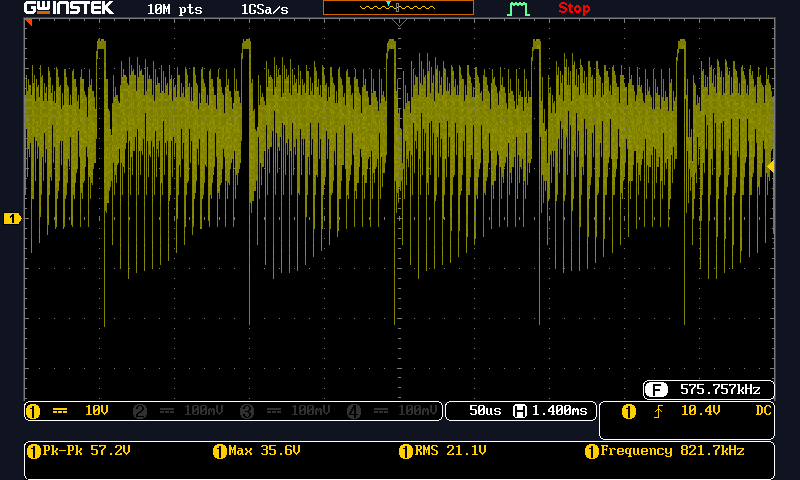 GWINSTEK 10M pts 1GSa/s Stop
1
F 575.757kHz
1 10V 2 100mV 3 100mV 4 100mV 50us H 1.400ms 1 10.4V DC
1 Pk-Pk 57.2V 1 Max 35.6V 1 RMS 21.1V 1 Frequency 821.7kHz